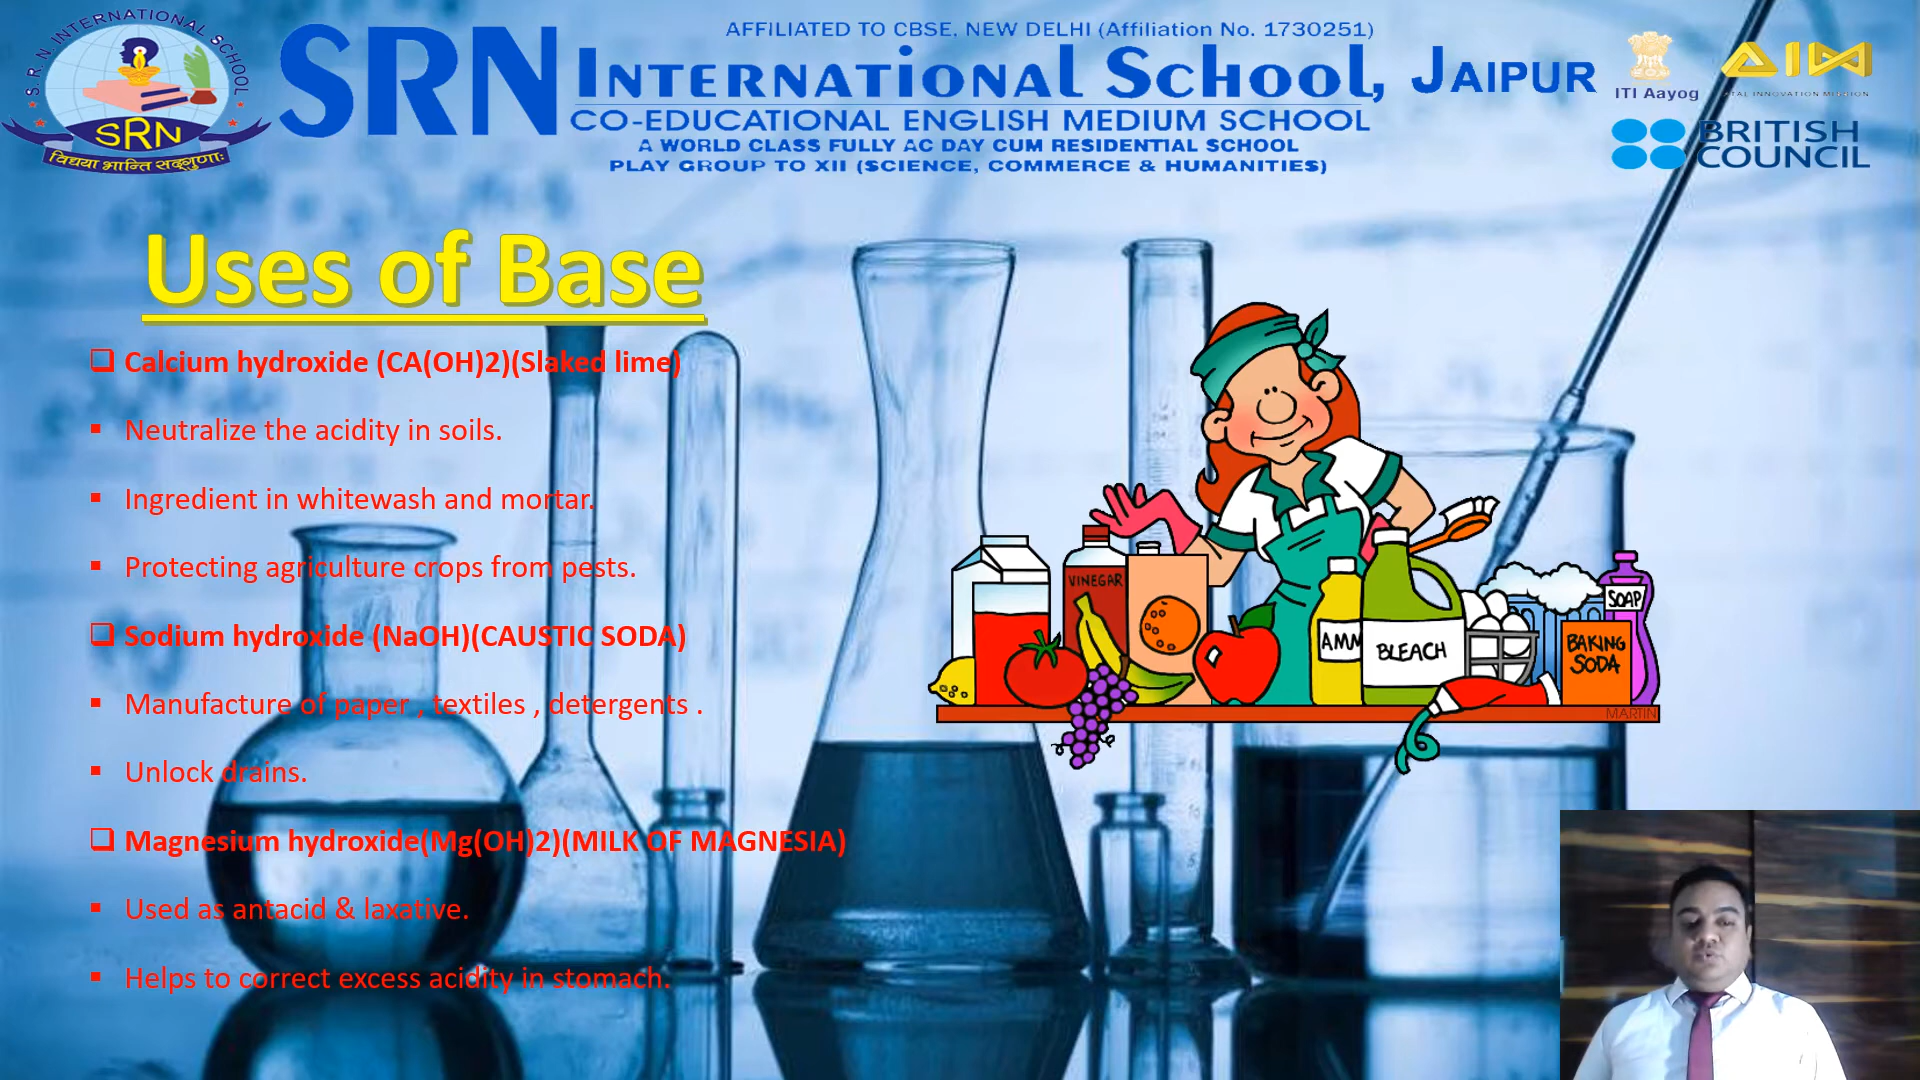 S.R.N. INTERNATIONAL SCHOOL
SRN
विद्यया भान्ति सद्गुणाः
AFFILIATED TO CBSE, NEW DELHI (Affiliation No. 1730251)
SRN INTERNATIONAL SCHOOL, JAIPUR
CO-EDUCATIONAL ENGLISH MEDIUM SCHOOL
A WORLD CLASS FULLY AC DAY CUM RESIDENTIAL SCHOOL
PLAY GROUP TO XII (SCIENCE, COMMERCE & HUMANITIES)
ITI Aayog
AIM
TAL INNOVATION MISSION
BRITISH
COUNCIL
Uses of Base
Calcium hydroxide (CA(OH)2)(Slaked lime)
Neutralize the acidity in soils.
Ingredient in whitewash and mortar.
Protecting agriculture crops from pests.
Sodium hydroxide (NaOH)(CAUSTIC SODA)
Manufacture of paper , textiles , detergents .
Unlock drains.
Magnesium hydroxide(Mg(OH)2)(MILK OF MAGNESIA)
Used as antacid & laxative.
Helps to correct excess acidity in stomach.
VINEGAR
AMM
BLEACH
SOAP
BAKING
SODA
MARTIN